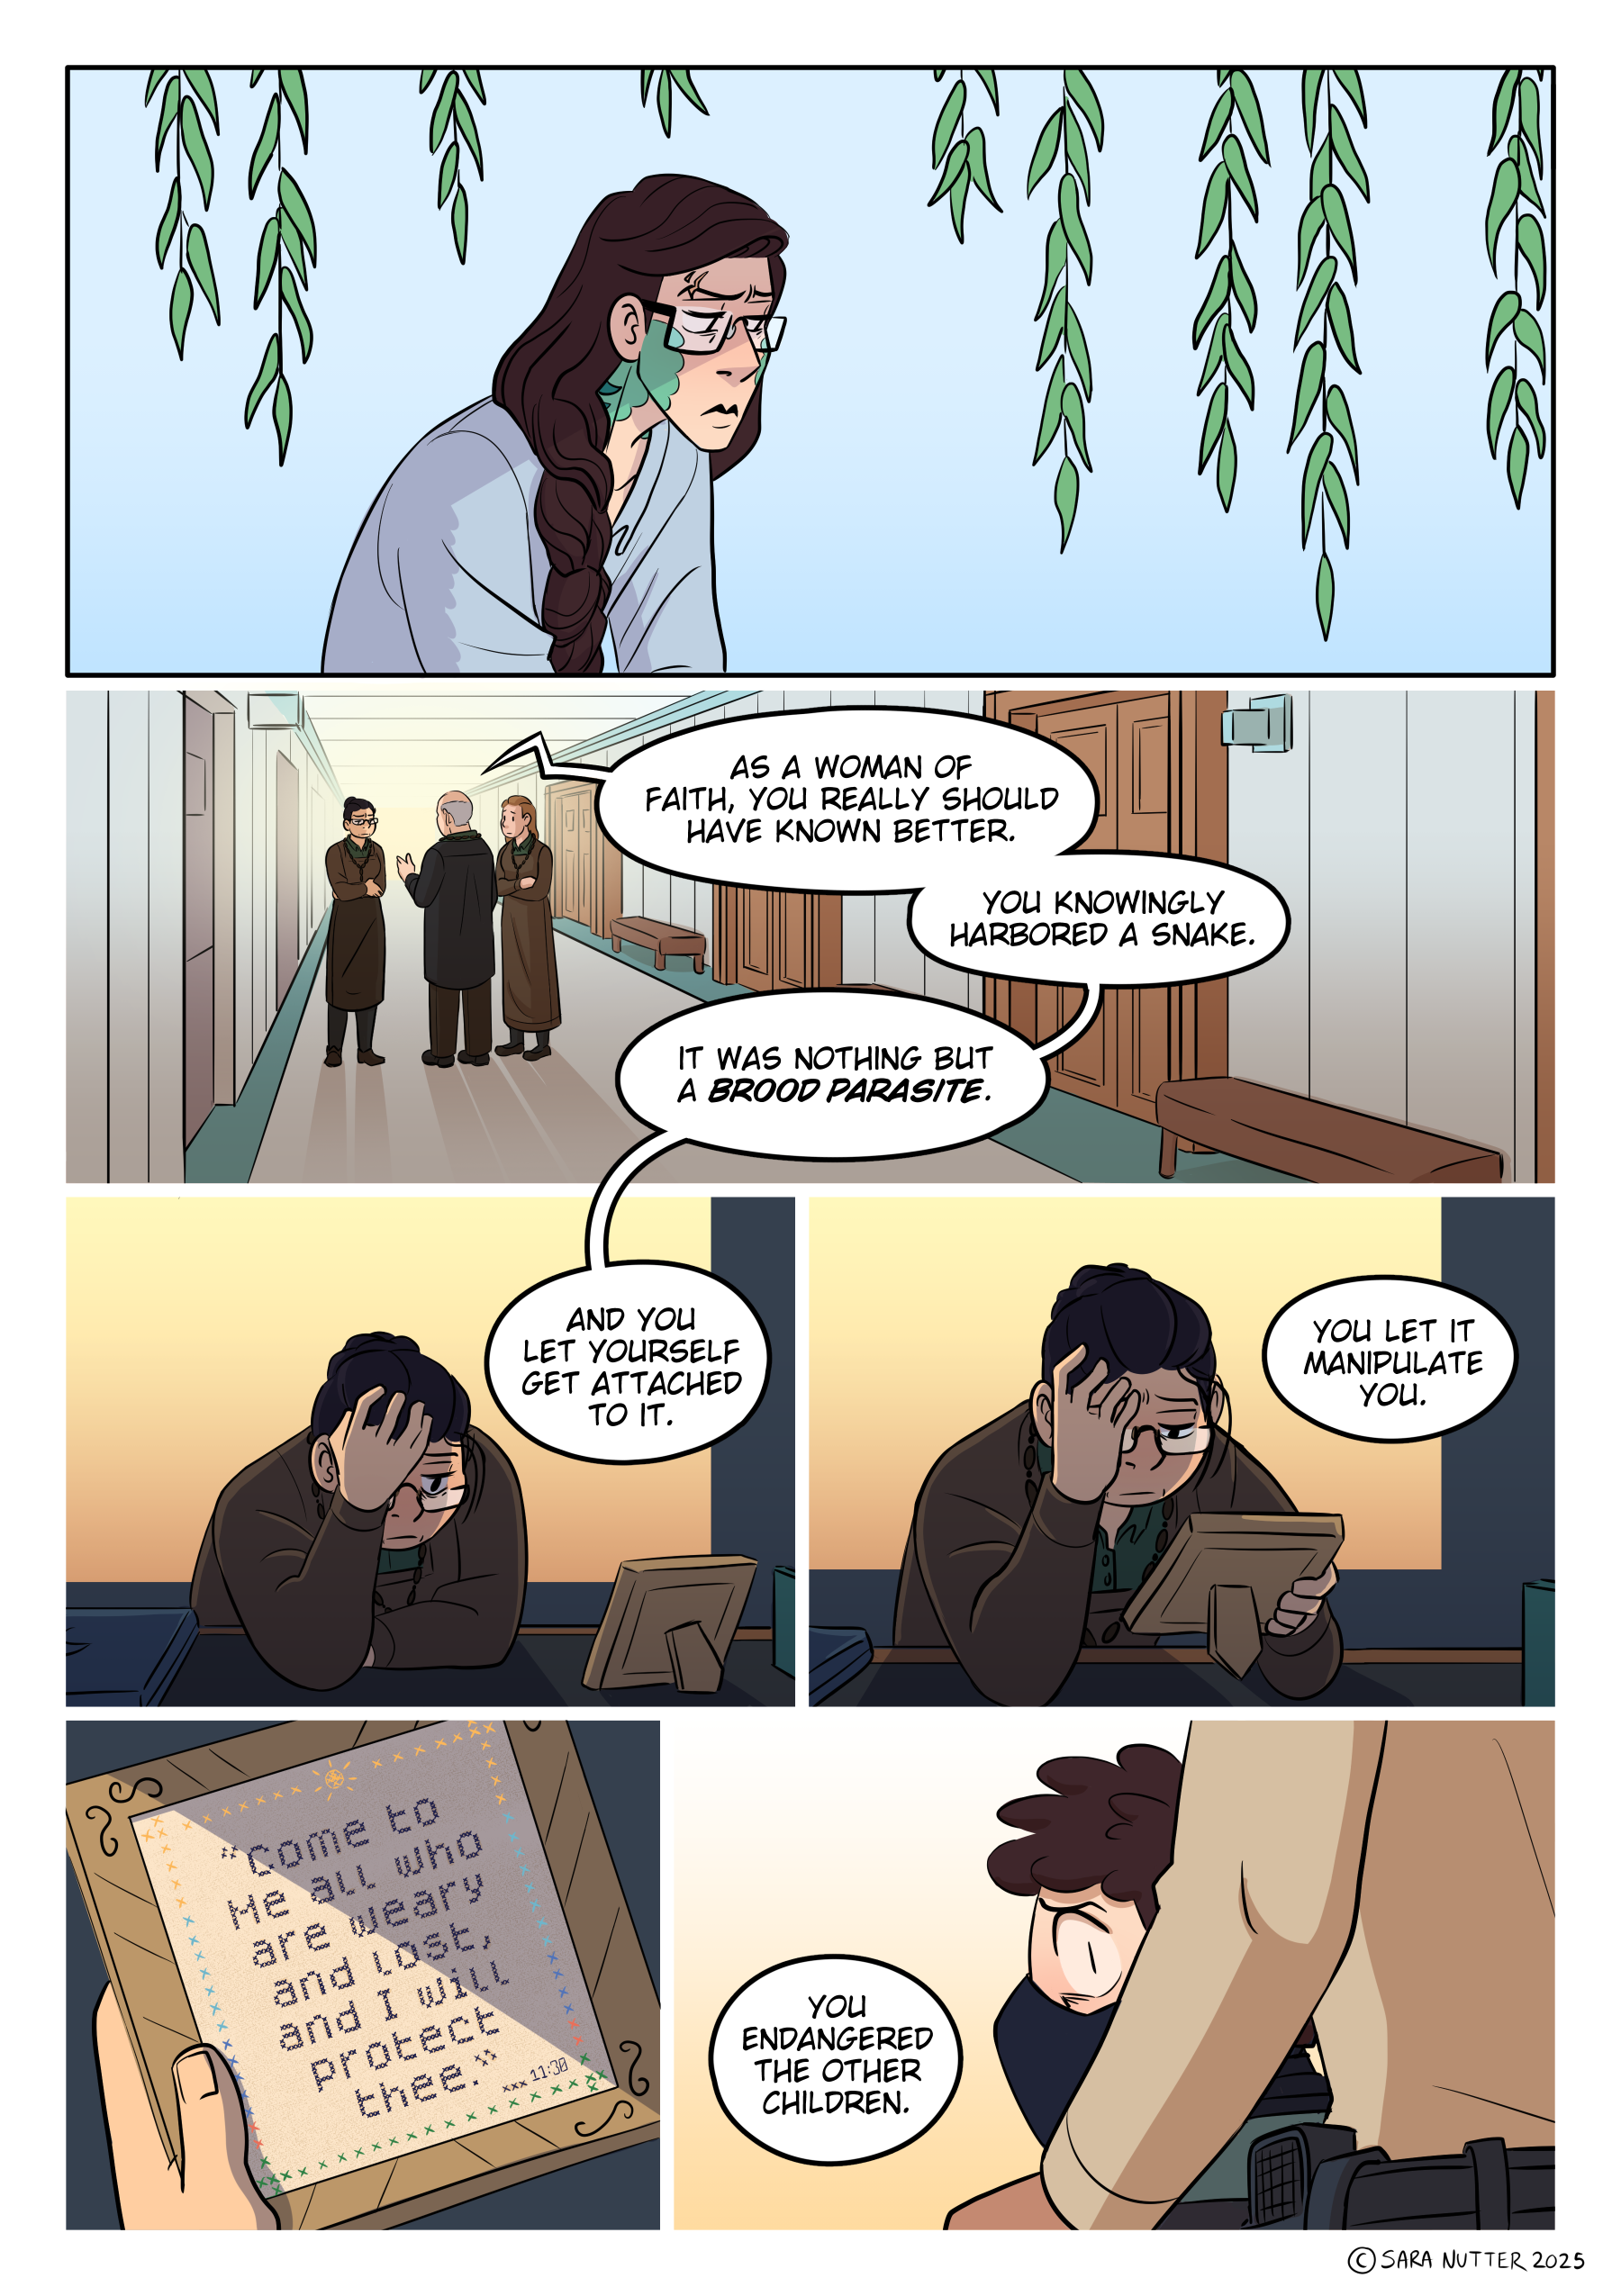 AS A WOMAN OF
FAITH, YOU REALLY SHOULD
HAVE KNOWN BETTER.
YOU KNOWINGLY
HARBORED A SNAKE.
IT WAS NOTHING BUT
A BROOD PARASITE.
AND YOU
LET YOURSELF
GET ATTACHED
TO IT.
YOU LET IT
MANIPULATE
YOU.
"Come to
Me all who
are weary
and lost,
and I will
protect
thee."
xxx 11:30
YOU
ENDANGERED
THE OTHER
CHILDREN.
© SARA NUTTER 2025